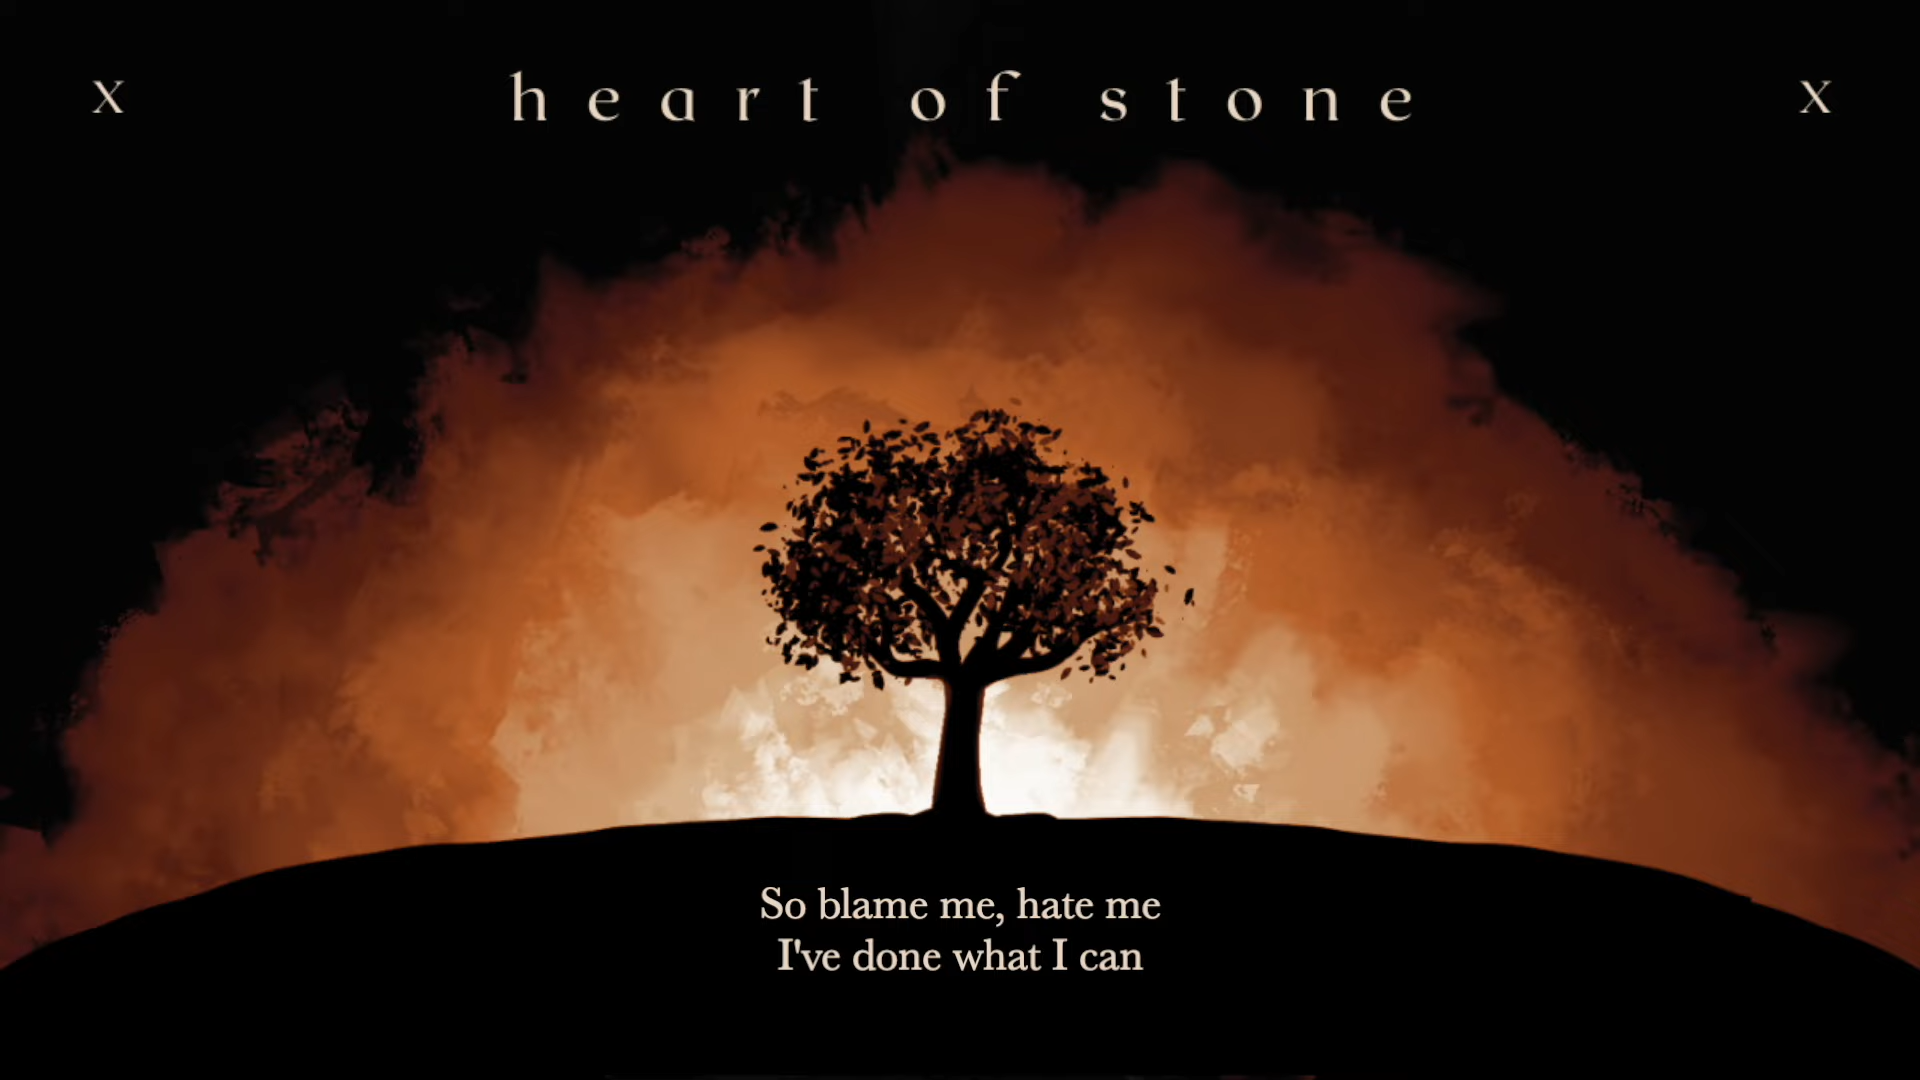 X heart of stone X
So blame me, hate me
I've done what I can